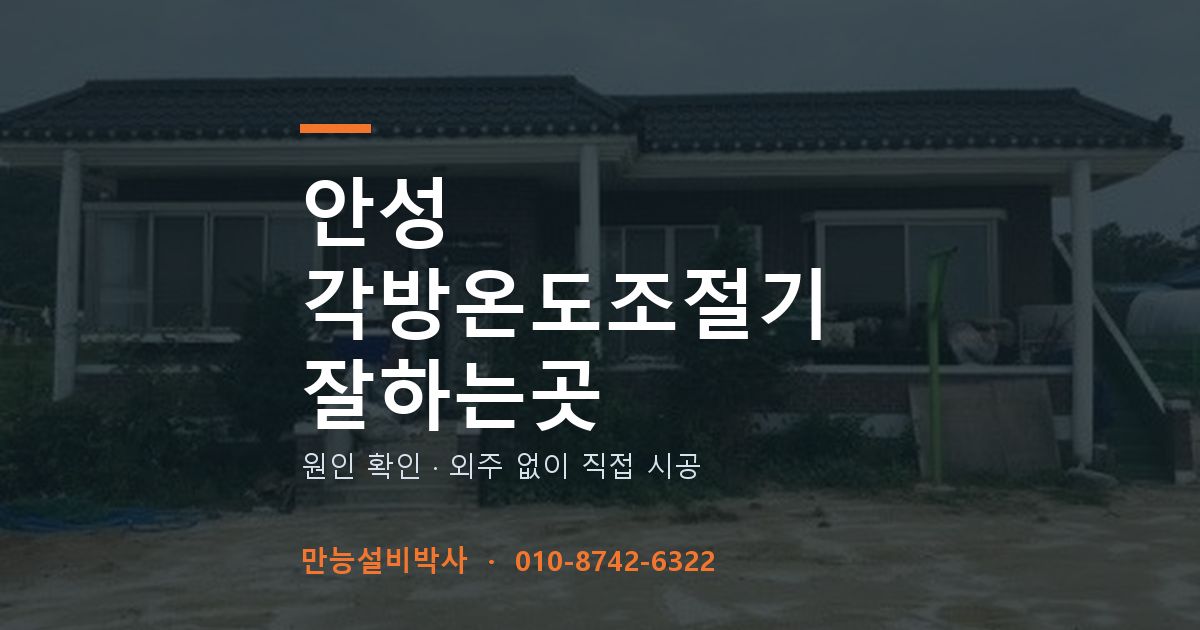 안성
각방온도조절기
잘하는곳
원인 확인 · 외주 없이 직접 시공
만능설비박사 · 010-8742-6322